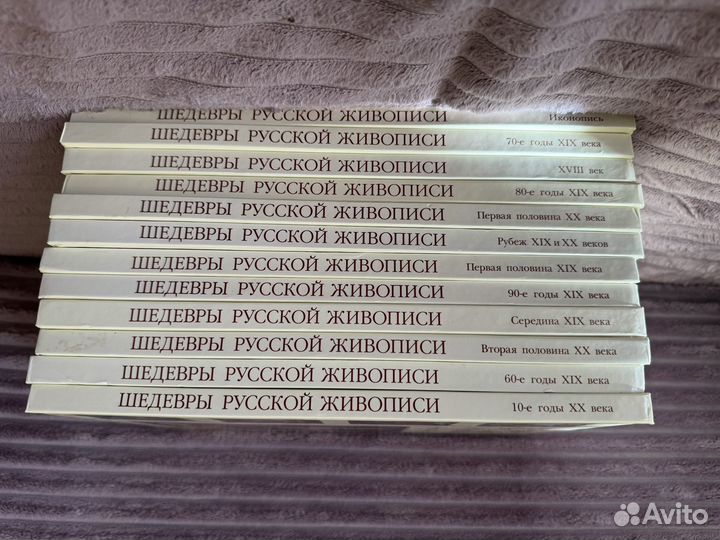 ШЕДЕВРЫ РУССКОЙ ЖИВОПИСИ Иконопись
ШЕДЕВРЫ РУССКОЙ ЖИВОПИСИ 70-е годы XIX века
ШЕДЕВРЫ РУССКОЙ ЖИВОПИСИ XVIII век
ШЕДЕВРЫ РУССКОЙ ЖИВОПИСИ 80-е годы XIX века
ШЕДЕВРЫ РУССКОЙ ЖИВОПИСИ Первая половина XX века
ШЕДЕВРЫ РУССКОЙ ЖИВОПИСИ Рубеж XIX и XX веков
ШЕДЕВРЫ РУССКОЙ ЖИВОПИСИ Первая половина XIX века
ШЕДЕВРЫ РУССКОЙ ЖИВОПИСИ 90-е годы XIX века
ШЕДЕВРЫ РУССКОЙ ЖИВОПИСИ Середина XIX века
ШЕДЕВРЫ РУССКОЙ ЖИВОПИСИ Вторая половина XX века
ШЕДЕВРЫ РУССКОЙ ЖИВОПИСИ 60-е годы XIX века
ШЕДЕВРЫ РУССКОЙ ЖИВОПИСИ 10-е годы XX века
Avito